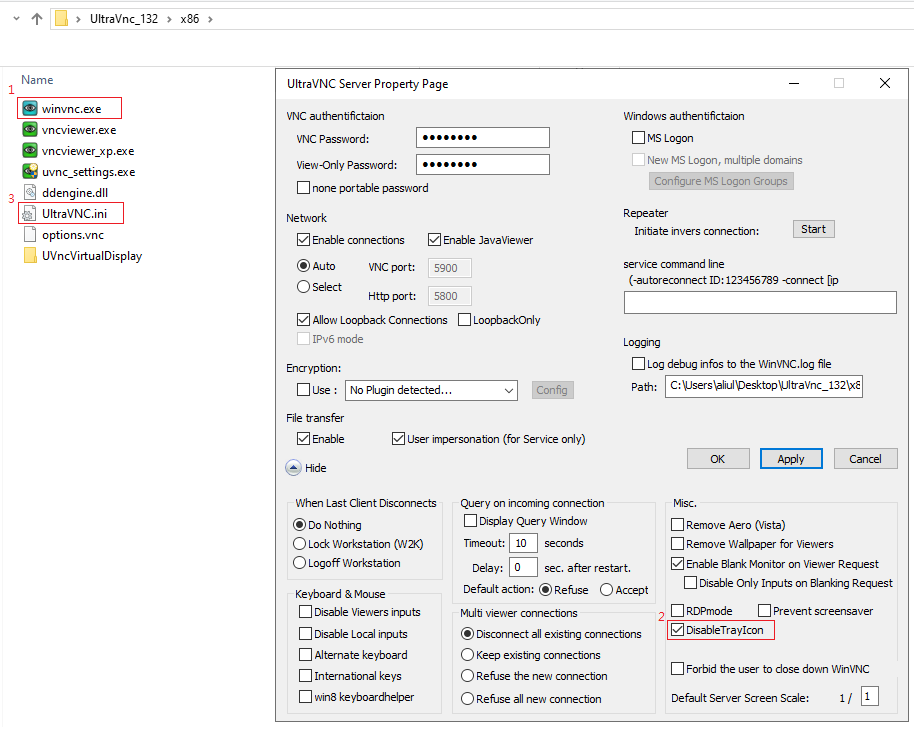 UltraVnc_132 > x86 >
Name
1
winvnc.exe
vncviewer.exe
vncviewer_xp.exe
uvnc_settings.exe
ddengine.dll
3
UltraVNC.ini
options.vnc
UVncVirtualDisplay
UltraVNC Server Property Page
VNC authentifictaion
VNC Password: ●●●●●●●●
View-Only Password: ●●●●●●●●
none portable password
Network
Enable connections
Enable JavaViewer
Auto
VNC port: 5900
Select
Http port: 5800
Allow Loopback Connections
LoopbackOnly
IPv6 mode
Encryption:
Use : No Plugin detected... Config
File transfer
Enable
User impersonation (for Service only)
Hide
Windows authentifictaion
MS Logon
New MS Logon, multiple domains
Configure MS Logon Groups
Repeater
Initiate invers connection: Start
service command line
(-autoreconnect ID:123456789 -connect [ip
Logging
Log debug infos to the WinVNC.log file
Path: C:\Users\aliul\Desktop\UltraVnc_132\x8
OK Apply Cancel
When Last Client Disconnects
Do Nothing
Lock Workstation (W2K)
Logoff Workstation
Keyboard & Mouse
Disable Viewers inputs
Disable Local inputs
Alternate keyboard
International keys
win8 keyboardhelper
Query on incoming connection
Display Query Window
Timeout: 10 seconds
Delay: 0 sec. after restart.
Default action: Refuse Accept
Multi viewer connections
Disconnect all existing connections
Keep existing connections
Refuse the new connection
Refuse all new connection
Misc.
Remove Aero (Vista)
Remove Wallpaper for Viewers
Enable Blank Monitor on Viewer Request
Disable Only Inputs on Blanking Request
RDPmode
Prevent screensaver
2
DisableTrayIcon
Forbid the user to close down WinVNC
Default Server Screen Scale: 1 / 1